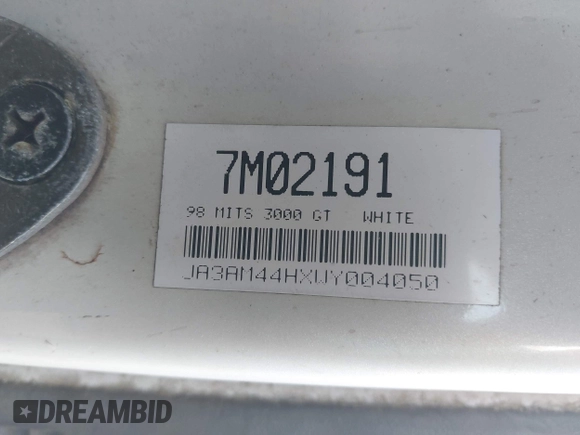 7M02191
98 MITS 3000 GT WHITE
JA3AM44HXWY004050
DREAMBID